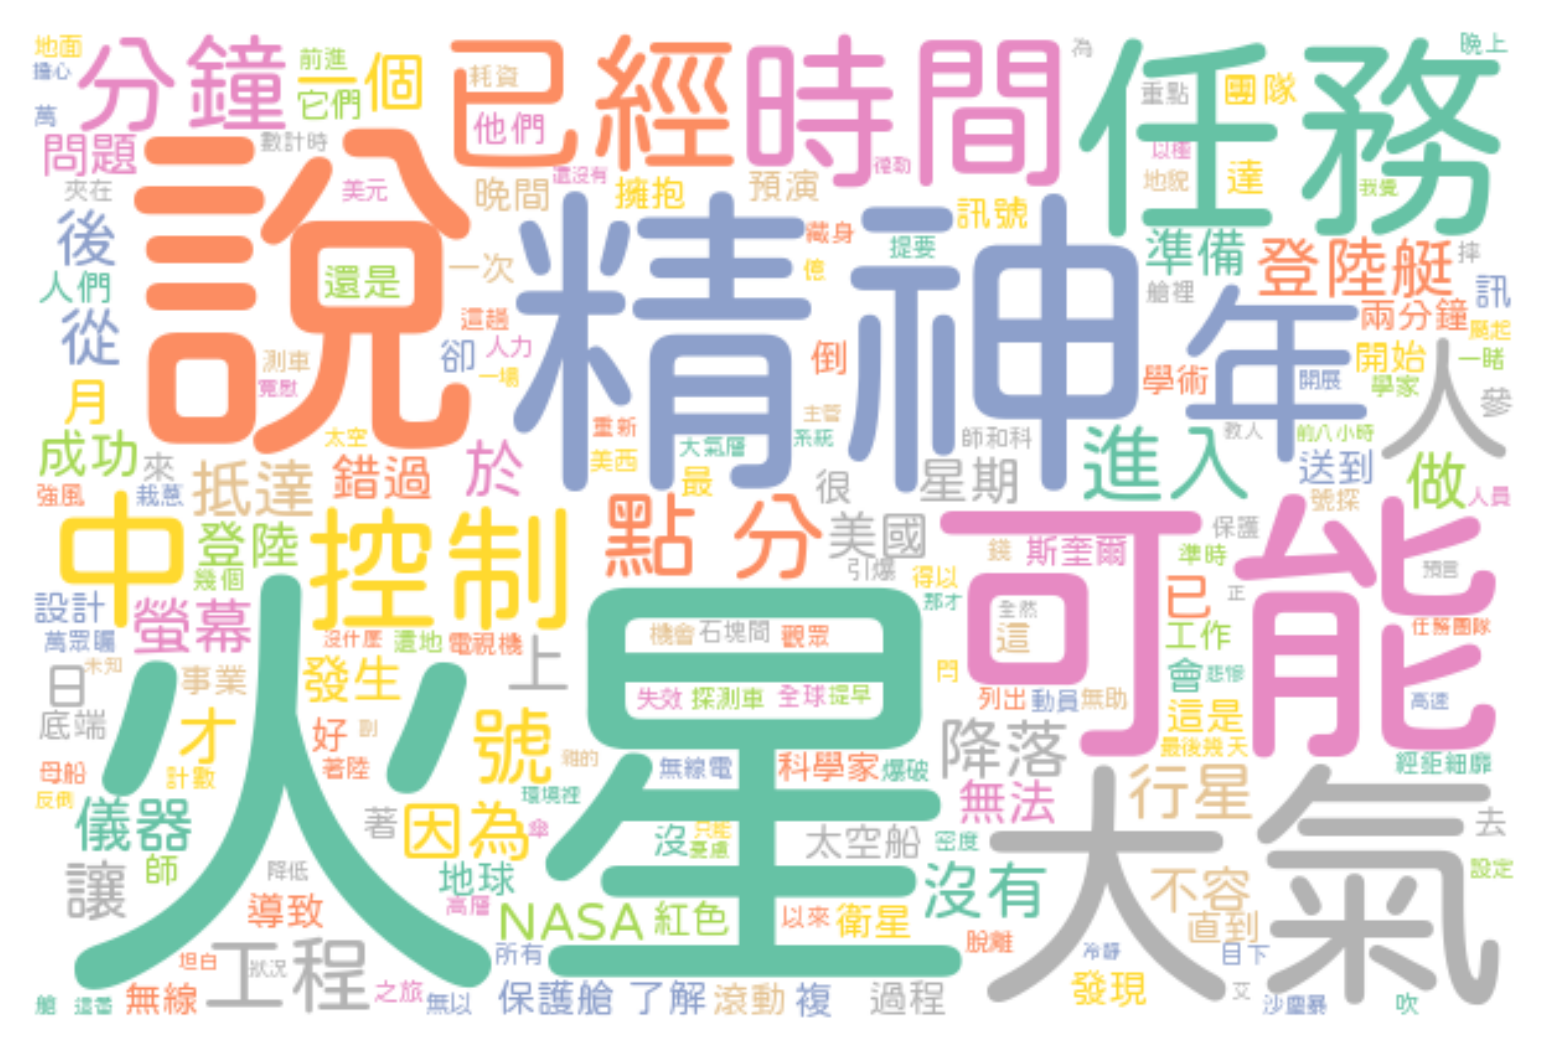 地面
擔心
萬
分鐘
前進
它們
一個
已經
耗資
他們
時間
為
任務
重點
團隊
晚上
問題
數計時
夾在
美元
說
還是
還沒有
晚間
擁抱
預演
德勒
以極
地貌
達
我覺
後
人們
從
一次
精神
藏身
提要
億
訊號
準備
登陸艇
摔
艙裡
訊
兩分鐘
颳起
這趟
人力
卻
一場
測車
寬慰
倒
主管
學術
年
開展
開始
一睹
學家
人
參
月
成功
來
太空
重新
美西
大氣層
系統
師和科
教人
前八小時
強風
栽蔥
抵達
錯過
於
最
很
星期
進入
送到
號探
做
人員
中
登陸
幾個
控制
點
分
美國
引爆
可能
錢
斯奎爾
保護
準時
預言
得以
那才
設計
萬眾矚
螢幕
沒什麼
遺地
電視機
上
機會
石塊間
觀眾
全然
這
已
正
工作
任務團隊
未知
日
事業
發生
火星
失效
探測車
全球
提早
悶
列出
動員
無助
會
悲慘
這是
高速
底端
才
好
副
號
雜的
降落
最後幾天
經鉅細靡
母船
反倒
計數
著陸
無線電
科學家
爆破
環境裡
無法
行星
大氣
儀器
著
因為
傘
沒
只能
憂慮
太空船
密度
去
讓
師
降低
地球
高層
導致
NASA
紅色
以來
衛星
沒有
不容
直到
設定
脫離
坦白
狀況
工程
所有
冷靜
目下
艙
這番
無線
之旅
無以
保護艙
了解
滾動
複
過程
發現
艾
沙塵暴
吹